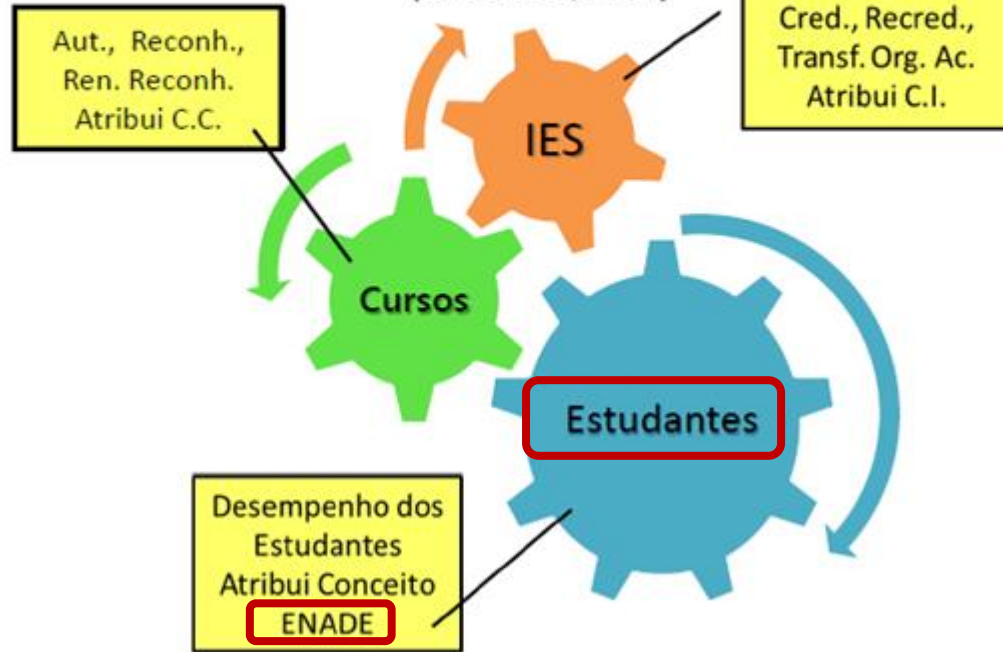 Aut., Reconh.,
Ren. Reconh.
Atribui C.C.
Cred., Recred.,
Transf. Org. Ac.
Atribui C.I.
IES
Cursos
Estudantes
Desempenho dos
Estudantes
Atribui Conceito
ENADE